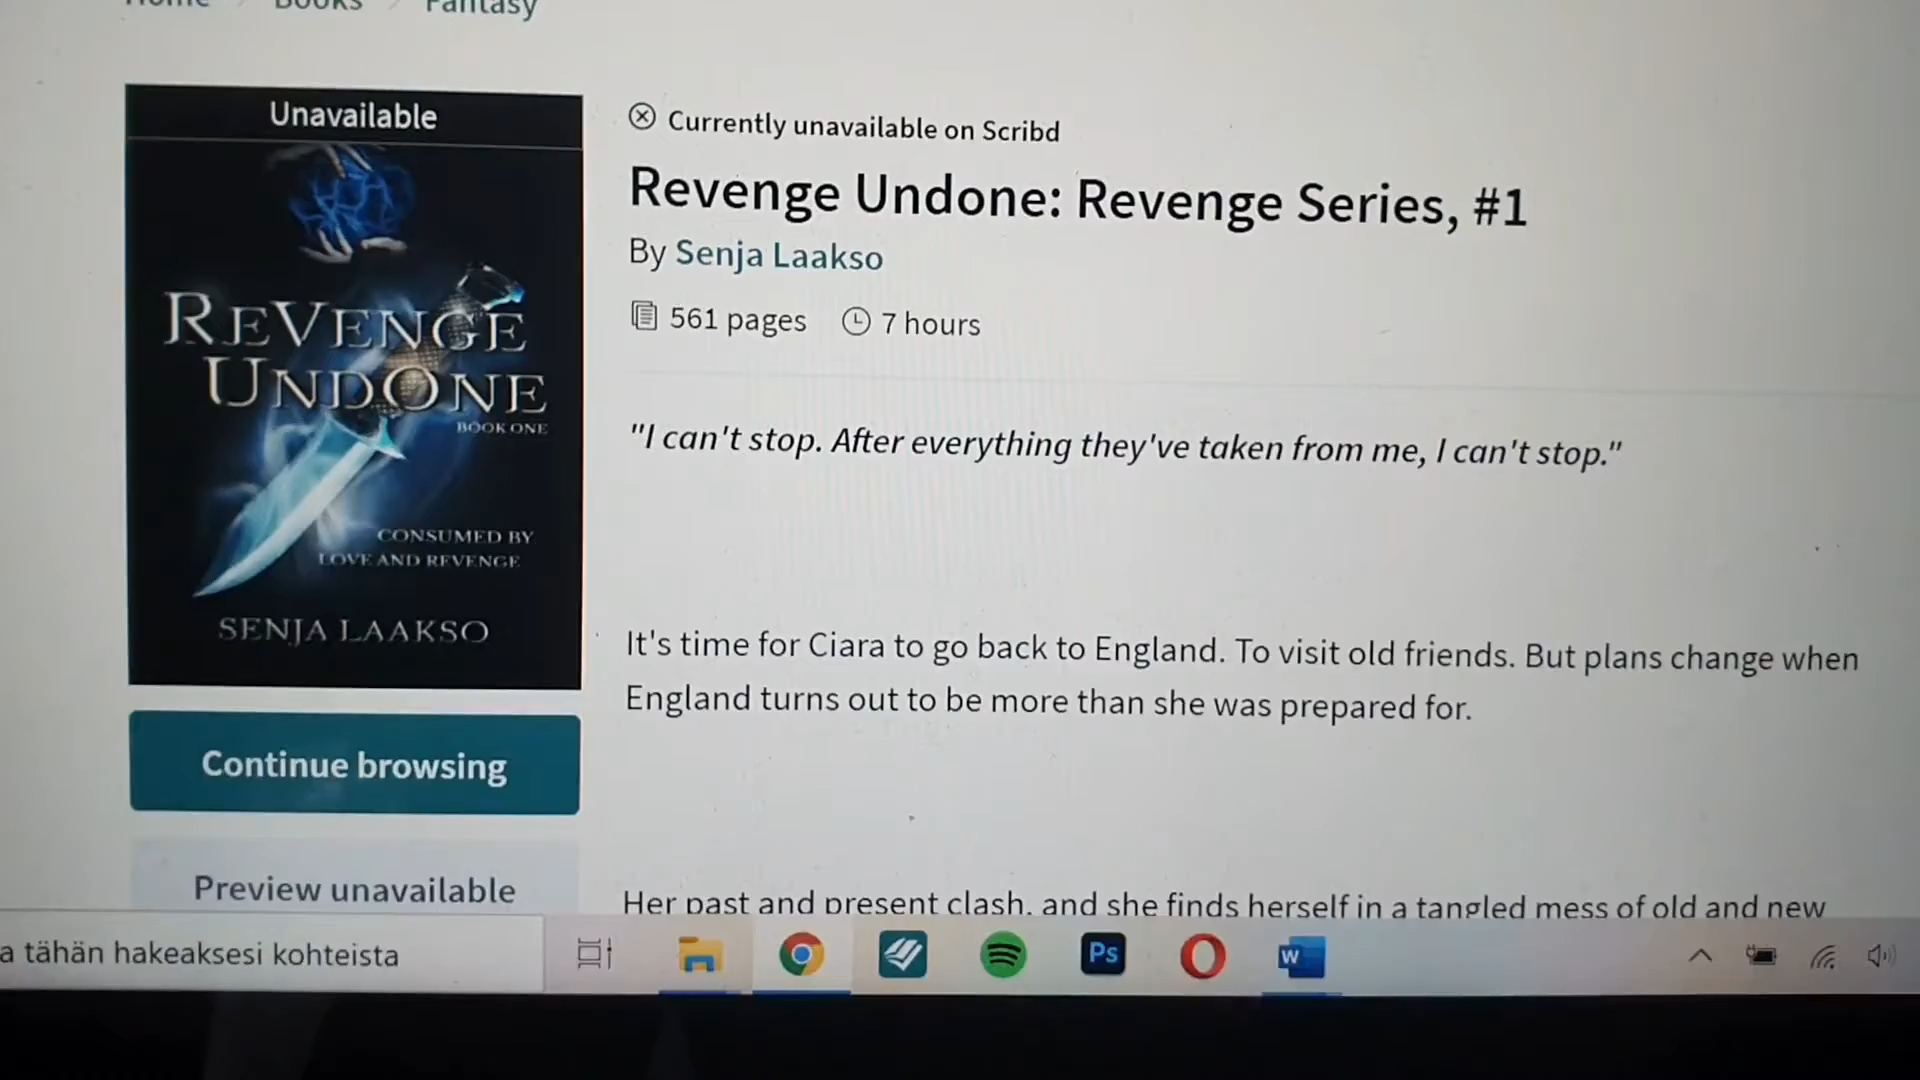 Home > Books > Fantasy
Unavailable
REVENGE
UNDONE
BOOK ONE
CONSUMED BY
LOVE AND REVENGE
SENJA LAAKSO
Continue browsing
Preview unavailable
Currently unavailable on Scribd
Revenge Undone: Revenge Series, #1
By Senja Laakso
561 pages 7 hours
"I can't stop. After everything they've taken from me, I can't stop."
It's time for Ciara to go back to England. To visit old friends. But plans change when
England turns out to be more than she was prepared for.
Her past and present clash, and she finds herself in a tangled mess of old and new
a tähän hakeaksesi kohteista
Ps
W